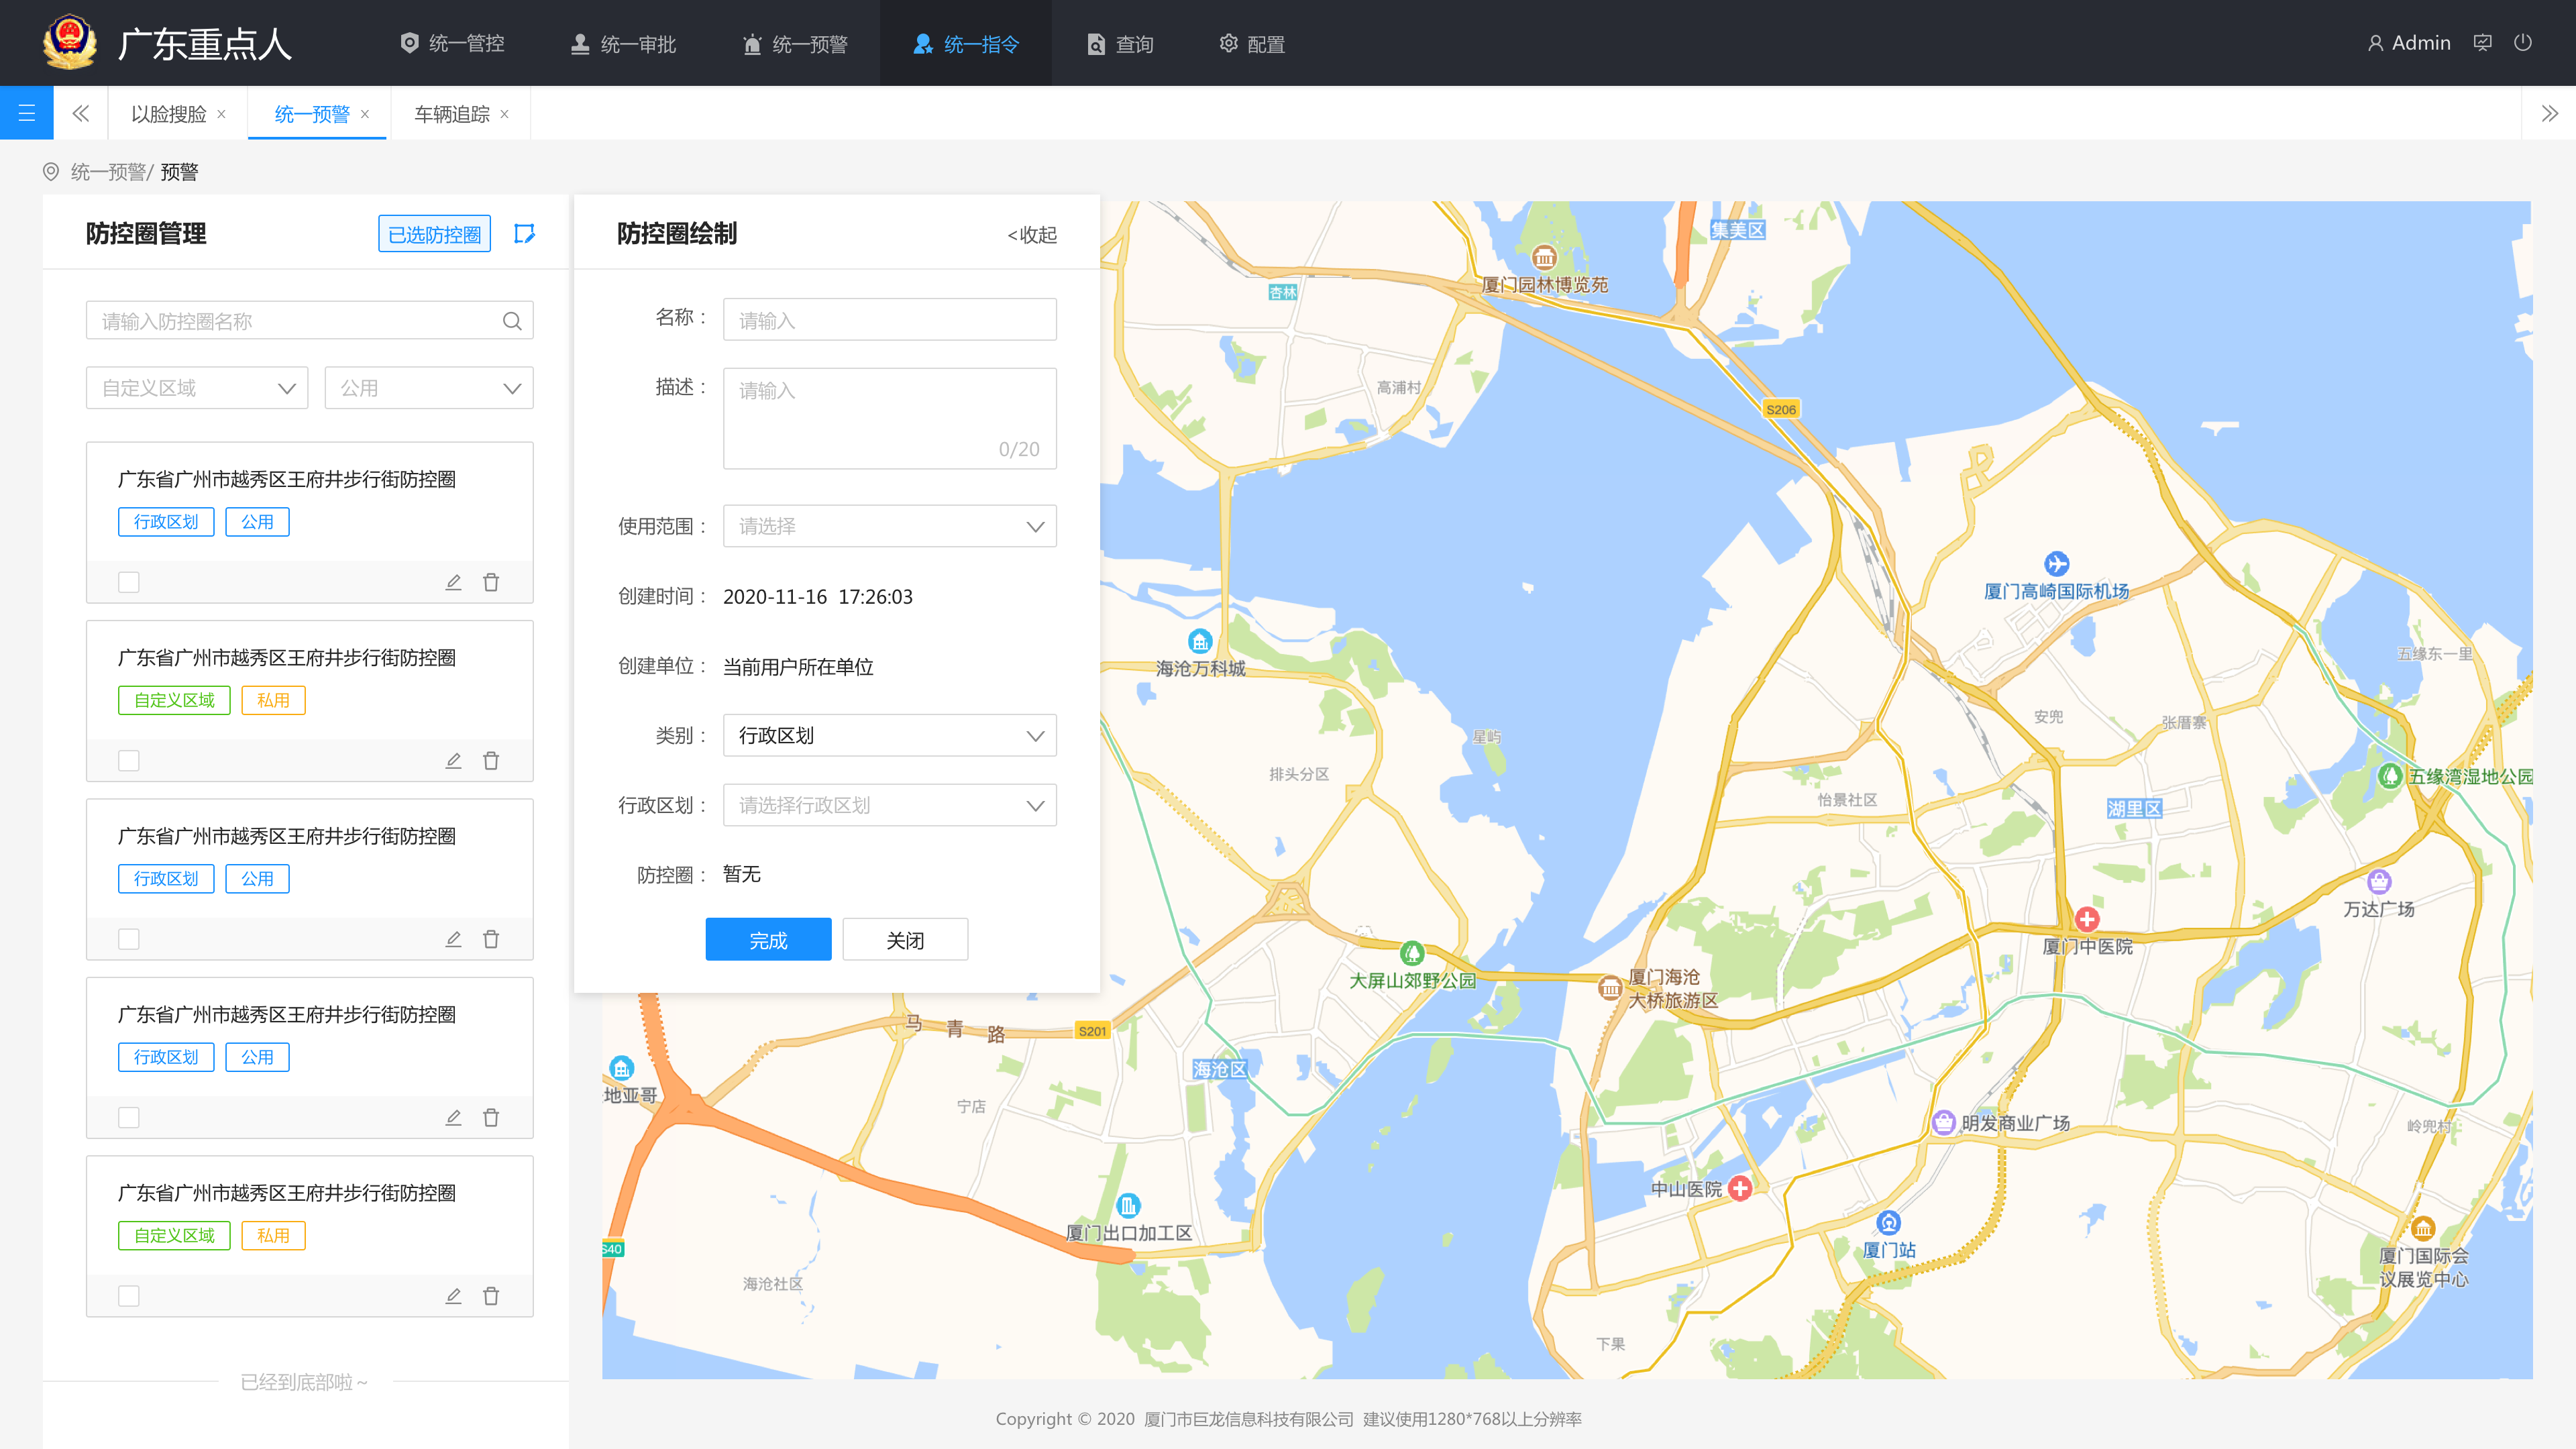 广东重点人
统一管控
统一审批
统一预警
统一指令
查询
配置
Admin
以脸搜脸 ×
统一预警 ×
车辆追踪 ×
统一预警/ 预警
防控圈管理
已选防控圈
请输入防控圈名称
自定义区域
公用
广东省广州市越秀区王府井步行街防控圈
行政区划
公用
广东省广州市越秀区王府井步行街防控圈
自定义区域
私用
广东省广州市越秀区王府井步行街防控圈
行政区划
公用
广东省广州市越秀区王府井步行街防控圈
行政区划
公用
广东省广州市越秀区王府井步行街防控圈
自定义区域
私用
已经到底部啦~
防控圈绘制
<收起
名称： 请输入
描述： 请输入
0/20
使用范围： 请选择
创建时间： 2020-11-16 17:26:03
创建单位： 当前用户所在单位
类别： 行政区划
行政区划： 请选择行政区划
防控圈： 暂无
完成
关闭
集美区
厦门园林博览苑
杏林
高浦村
S206
厦门高崎国际机场
海沧万科城
五缘东一里
安兜
张厝寨
星屿
排头分区
五缘湾湿地公园
怡景社区
湖里区
万达广场
厦门中医院
大屏山郊野公园
厦门海沧
大桥旅游区
马青路
S201
海沧区
地亚哥
宁店
明发商业广场
岭兜村
中山医院
厦门站
厦门出口加工区
S40
厦门国际会
议展览中心
海沧社区
下果
Copyright © 2020 厦门市巨龙信息科技有限公司 建议使用1280*768以上分辨率